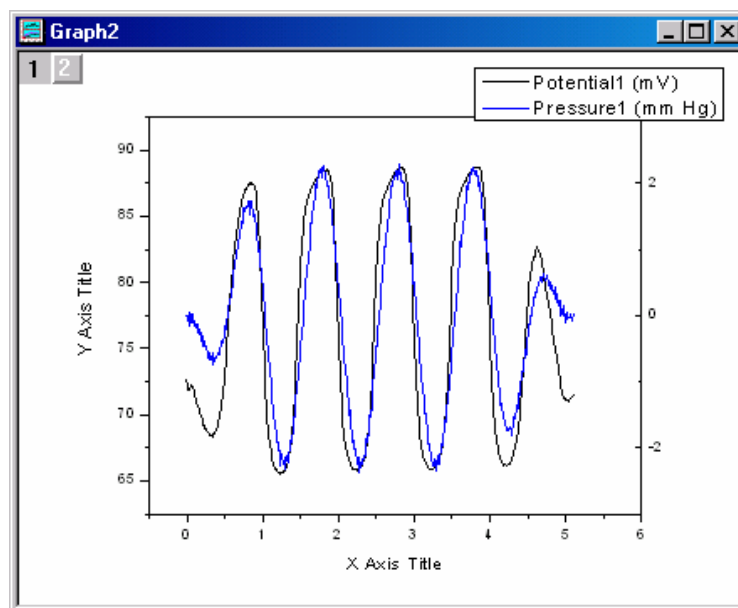 Graph2
1 2
Potential1 (mV)
Pressure1 (mm Hg)
90
85
80
75
70
65
2
0
-2
Y Axis Title
0 1 2 3 4 5 6
X Axis Title